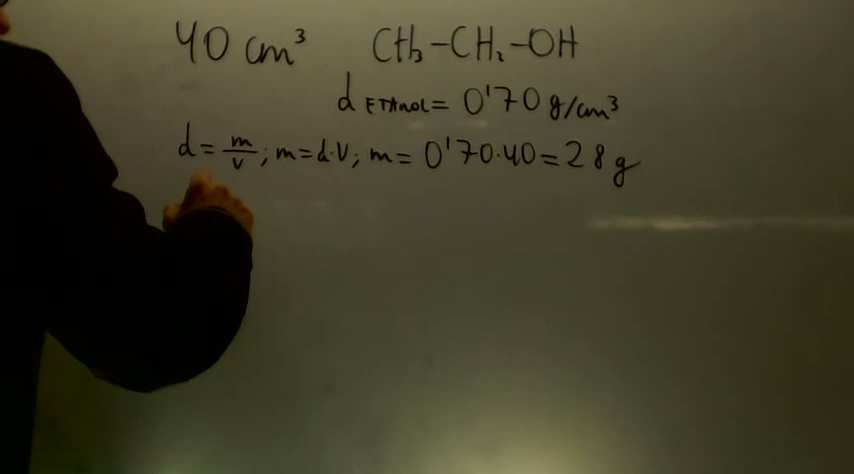 40 cm³ CH₃-CH₂-OH
d ETANOL = 0'70 g/cm³
d = m/v ; m = d·V ; m = 0'70·40 = 28 g